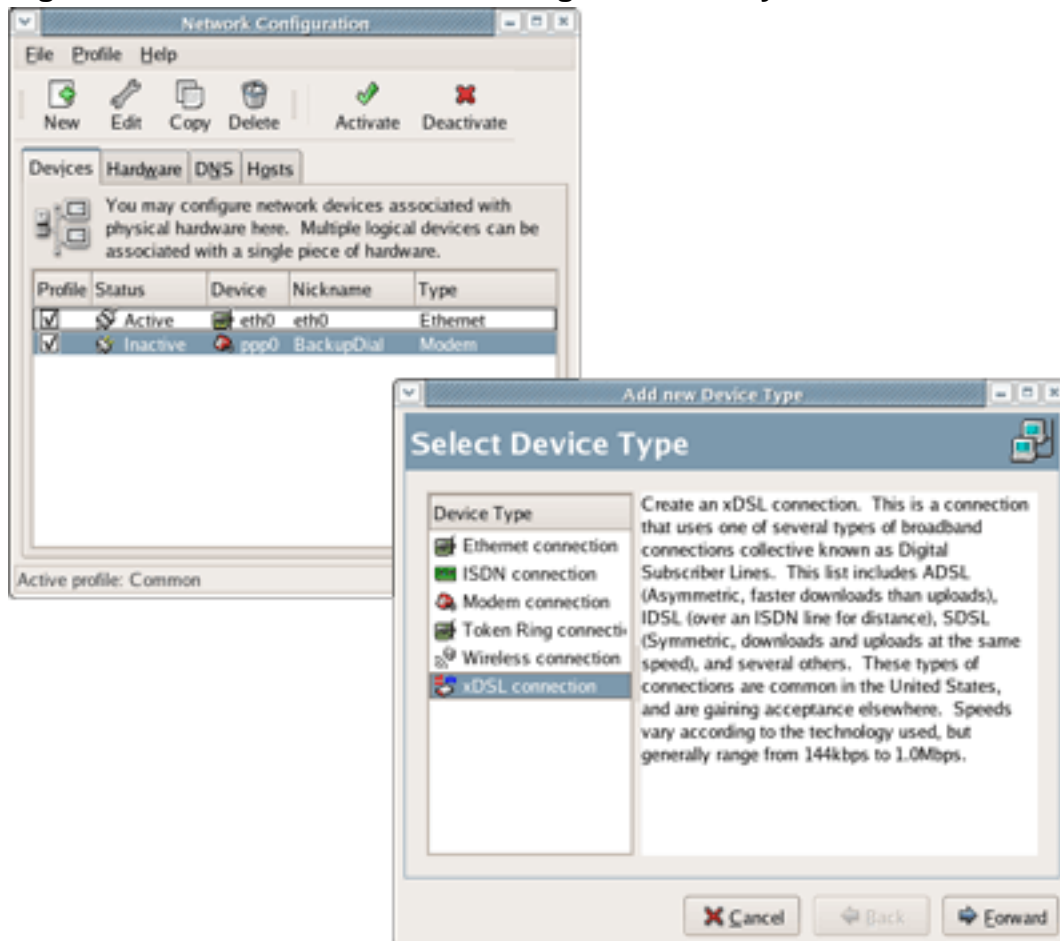 Network Configuration
File Profile Help
New Edit Copy Delete Activate Deactivate
Devices Hardware DNS Hosts
You may configure network devices associated with
physical hardware here. Multiple logical devices can be
associated with a single piece of hardware.
Profile Status Device Nickname Type
Active eth0 eth0 Ethernet
Inactive ppp0 BackupDial Modem
Active profile: Common
Add new Device Type
Select Device Type
Device Type
Ethernet connection
ISDN connection
Modem connection
Token Ring connecti
Wireless connection
xDSL connection
Create an xDSL connection. This is a connection
that uses one of several types of broadband
connections collective known as Digital
Subscriber Lines. This list includes ADSL
(Asymmetric, faster downloads than uploads),
IDSL (over an ISDN line for distance), SDSL
(Symmetric, downloads and uploads at the same
speed), and several others. These types of
connections are common in the United States,
and are gaining acceptance elsewhere. Speeds
vary according to the technology used, but
generally range from 144kbps to 1.0Mbps.
Cancel Back Forward